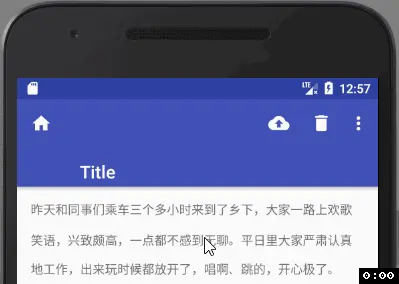 LTE 12:57
Title
昨天和同事们乘车三个多小时来到了乡下，大家一路上欢歌
笑语，兴致颇高，一点都不感到无聊。平日里大家严肃认真
地工作，出来玩时候都放开了，唱啊、跳的，开心极了。
0:00